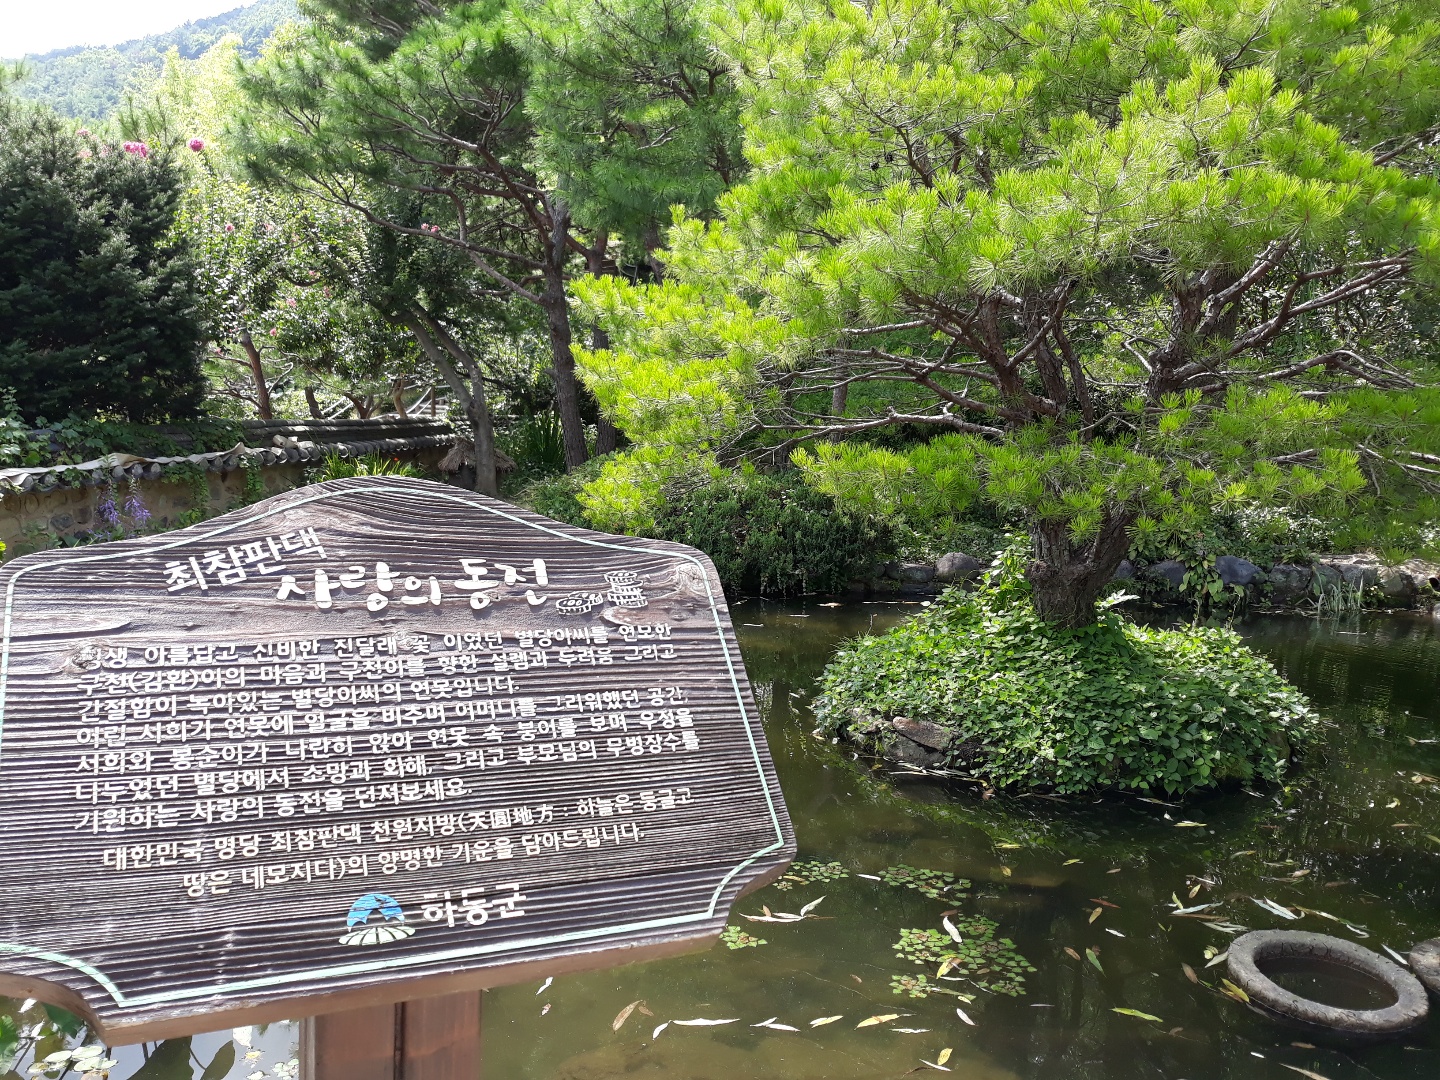 최참판댁
사랑의 동전
평생 아름답고 신비한 진달래 꽃 이였던 별당아씨를 연모한
구천(김환)이의 마음과 구천이를 향한 설렘과 두려움 그리고
간절함이 녹아있는 별당아씨의 연못입니다.
어린 서희가 연못에 얼굴을 비추며 어머니를 그리워했던 공간,
서희와 봉순이가 나란히 앉아 연못 속 붕어를 보며 우정을
나누었던 별당에서 소망과 화해, 그리고 부모님의 무병장수를
기원하는 사랑의 동전을 던져보세요.
대한민국 명당 최참판댁 천원지방(天圓地方 : 하늘은 둥글고
땅은 네모지다)의 양명한 기운을 담아드립니다.
하동군